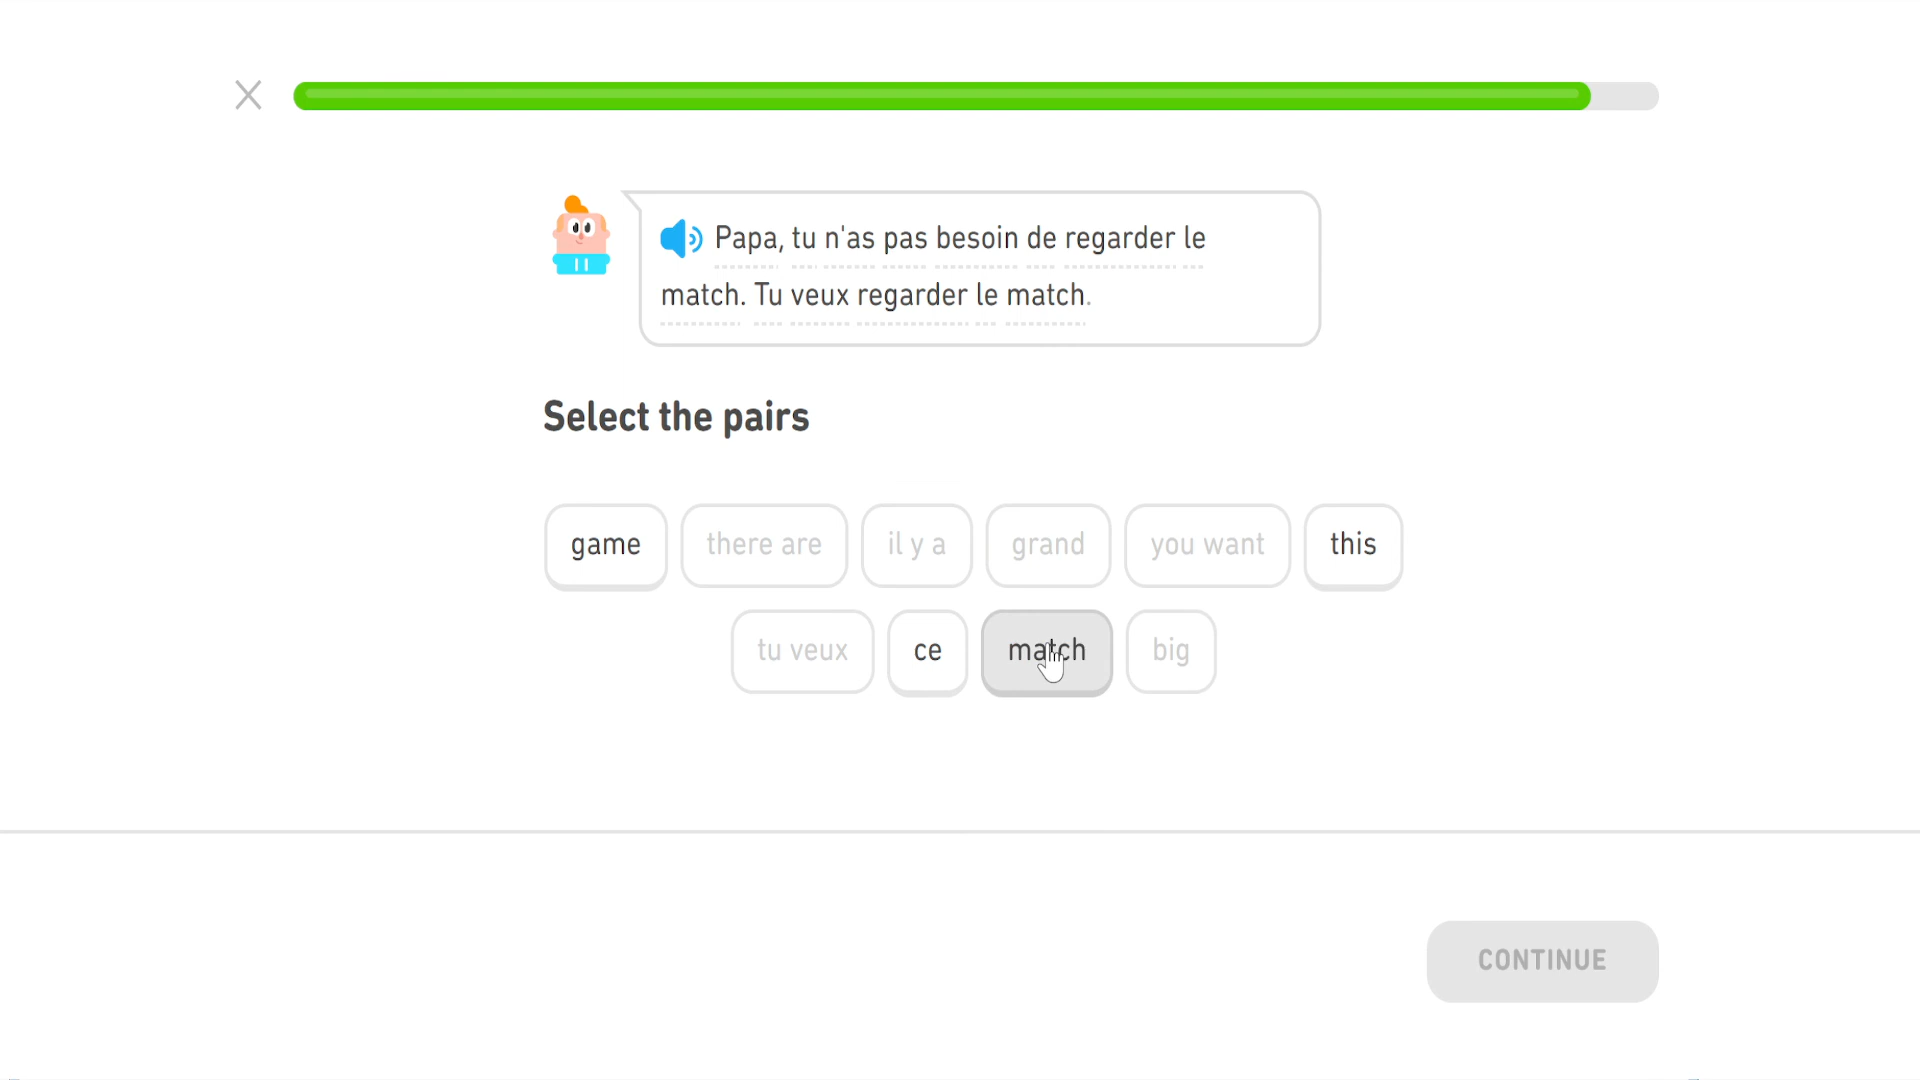 Papa, tu n'as pas besoin de regarder le
match. Tu veux regarder le match.
Select the pairs
game there are il y a grand you want this
tu veux ce match big
CONTINUE